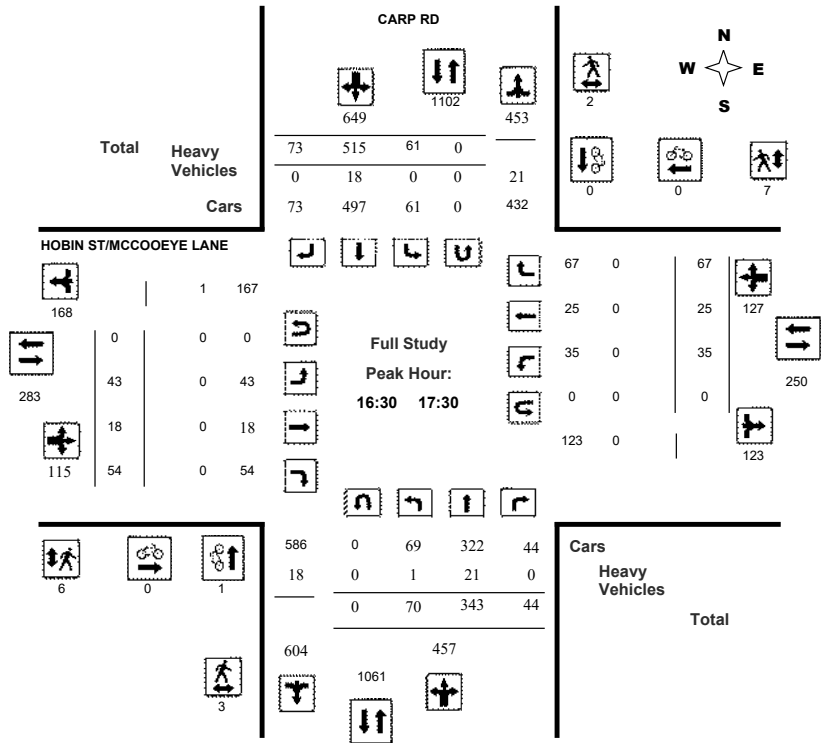 CARP RD
N
W E
S
1102
2
649 453
Total Heavy Vehicles
73 515 61 0
0 18 0 0 21
Cars 73 497 61 0 432
0 0 7
HOBIN ST/MCCOOEYE LANE
168 1 167
67 0 67
127
0 0 0
25 0 25
283
Full Study
Peak Hour:
16:30 17:30
43 0 43
35 0 35
250
18 0 18
0 0 0
115 54 0 54
123 0 123
586 0 69 322 44 Cars
18 0 1 21 0 Heavy Vehicles
0 70 343 44 Total
6 0 1
604 457
1061
3